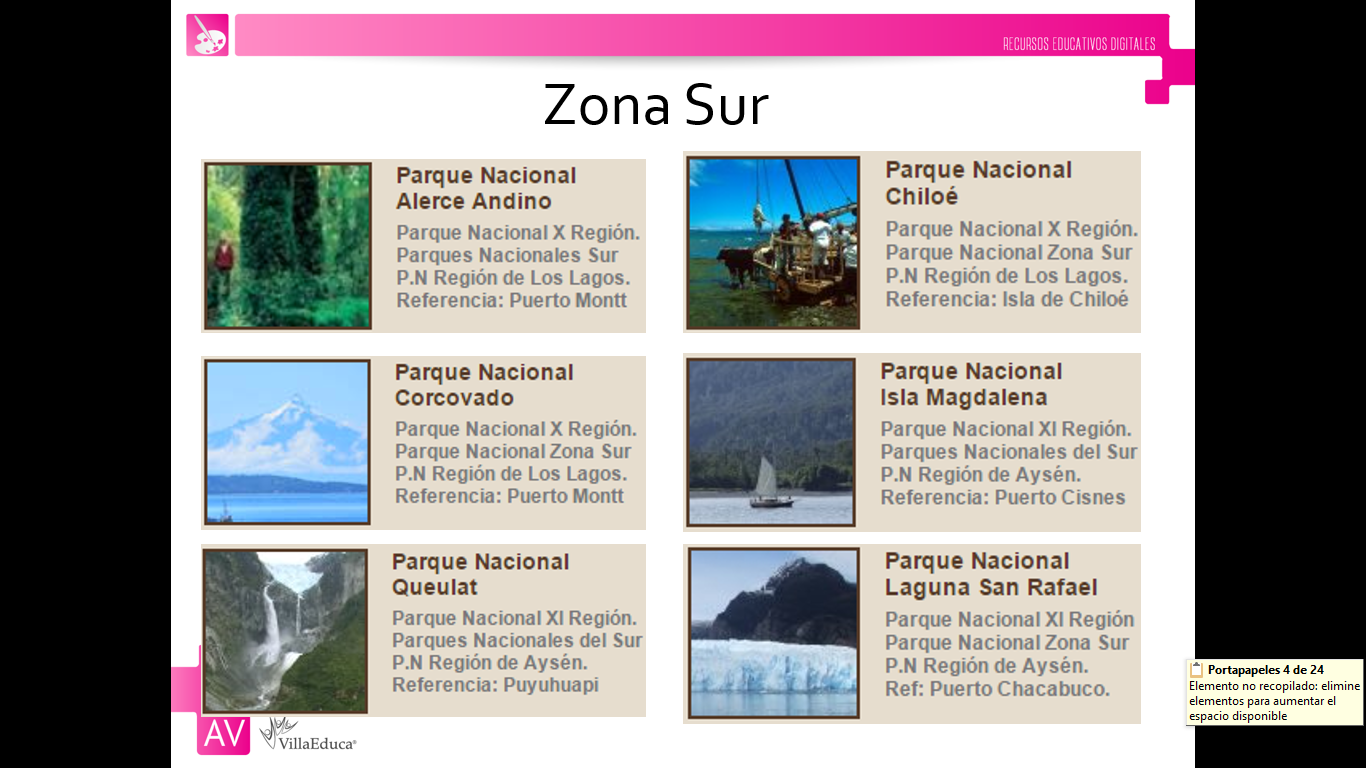 RECURSOS EDUCATIVOS DIGITALES
Zona Sur
Parque Nacional
Alerce Andino
Parque Nacional X Región.
Parques Nacionales Sur
P.N Región de Los Lagos.
Referencia: Puerto Montt
Parque Nacional
Chiloé
Parque Nacional X Región.
Parque Nacional Zona Sur
P.N Región de Los Lagos.
Referencia: Isla de Chiloé
Parque Nacional
Corcovado
Parque Nacional X Región.
Parque Nacional Zona Sur
P.N Región de Los Lagos.
Referencia: Puerto Montt
Parque Nacional
Isla Magdalena
Parque Nacional XI Región.
Parques Nacionales del Sur
P.N Región de Aysén.
Referencia: Puerto Cisnes
Parque Nacional
Queulat
Parque Nacional XI Región.
Parques Nacionales del Sur
P.N Región de Aysén.
Referencia: Puyuhuapi
Parque Nacional
Laguna San Rafael
Parque Nacional XI Región
Parque Nacional Zona Sur
P.N Región de Aysén.
Ref: Puerto Chacabuco.
Portapapeles 4 de 24
Elemento no recopilado: elimine
elementos para aumentar el
espacio disponible
AV
VillaEduca®